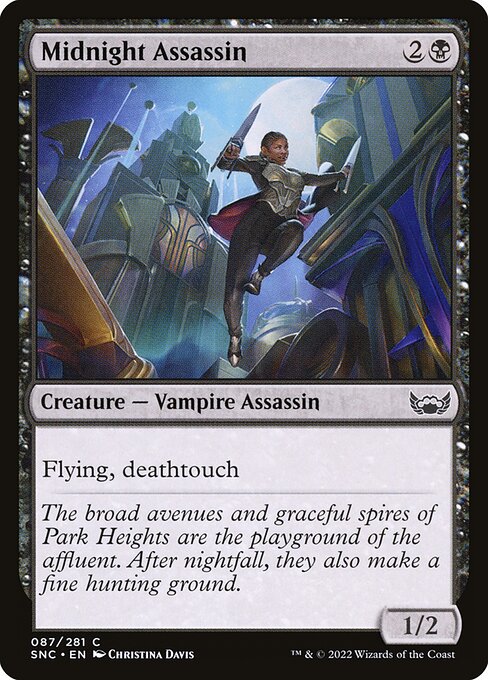 Midnight Assassin 2
Creature — Vampire Assassin
Flying, deathtouch
The broad avenues and graceful spires of
Park Heights are the playground of the
affluent. After nightfall, they also make a
fine hunting ground.
1/2
087/281 C
SNC • EN Christina Davis ™ & © 2022 Wizards of the Coast